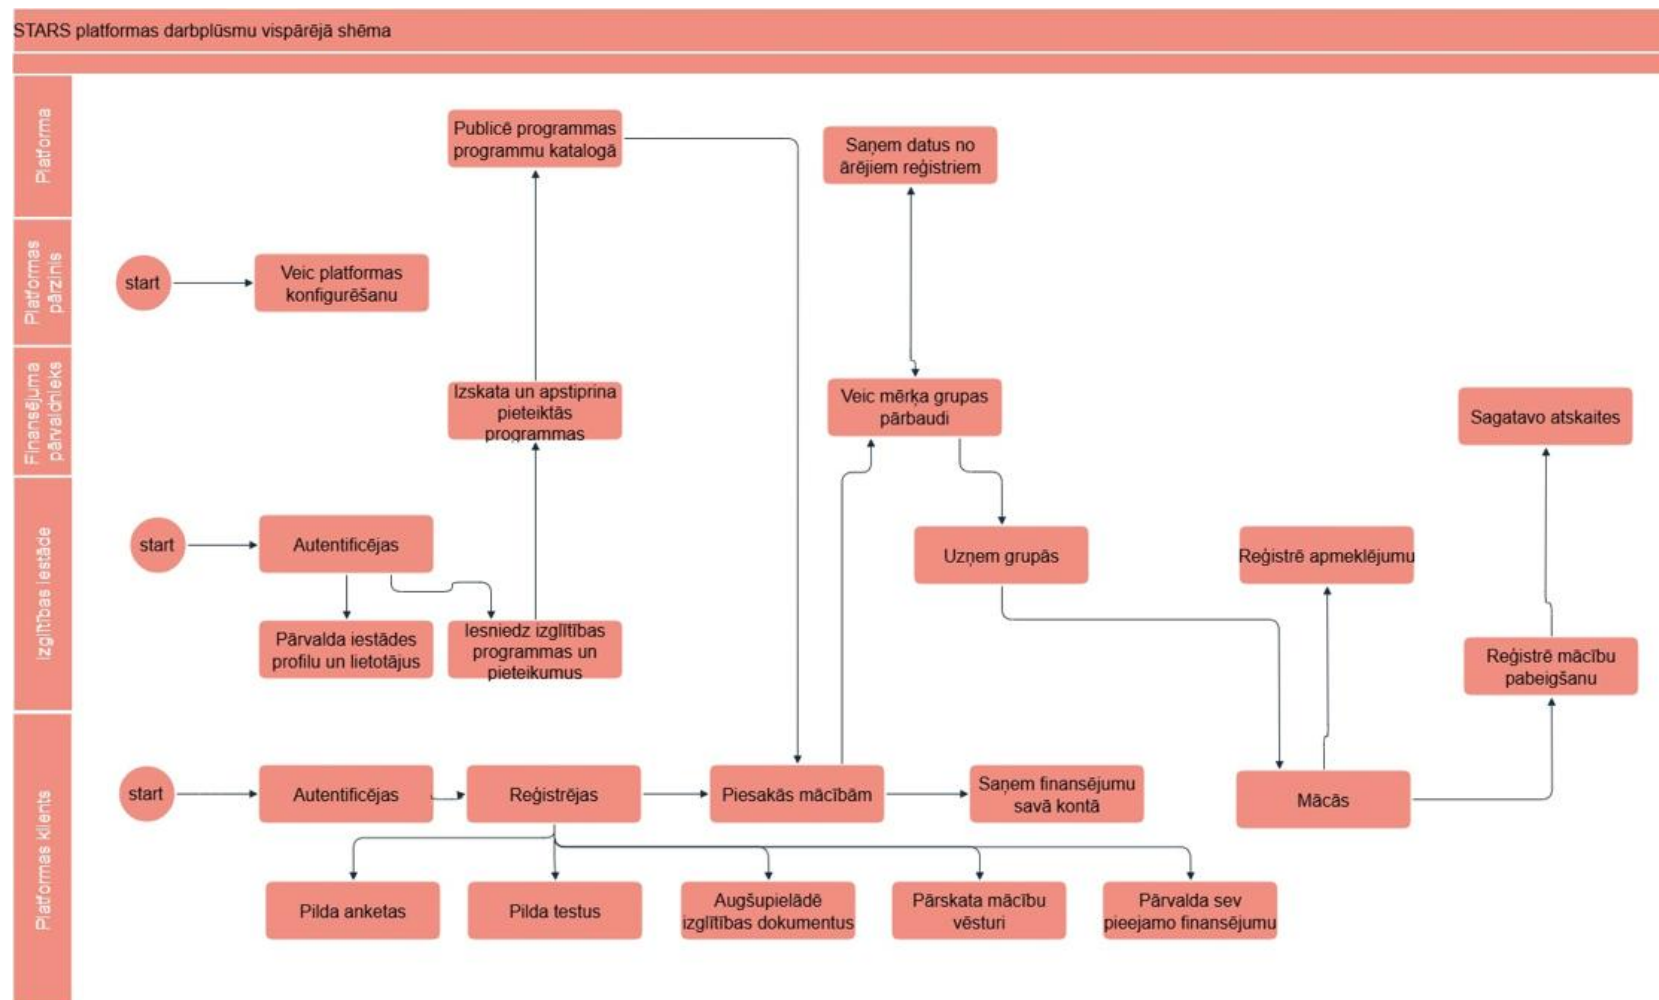 STARS platformas darbplūsmu vispārējā shēma
Platforma
Publicē programmas
programmu katalogā
Saņem datus no
ārējiem reģistriem
Platformas
pārzinis
start
Veic platformas
konfigurēšanu
Finansējuma
pārvaldnieks
Izskata un apstiprina
pieteiktās
programmas
Veic mērķa grupas
pārbaudi
Sagatavo atskaites
Izglītības iestāde
start
Autentificējas
Uzņem grupās
Reģistrē apmeklējumu
Pārvalda iestādes
profilu un lietotājus
Iesniedz izglītības
programmas un
pieteikumus
Reģistrē mācību
pabeigšanu
Platformas klients
start
Autentificējas
Reģistrējas
Piesakās mācībām
Saņem finansējumu
savā kontā
Mācās
Pilda anketas
Pilda testus
Augšupielādē
izglītības dokumentus
Pārskata mācību
vēsturi
Pārvalda sev
pieejamo finansējumu